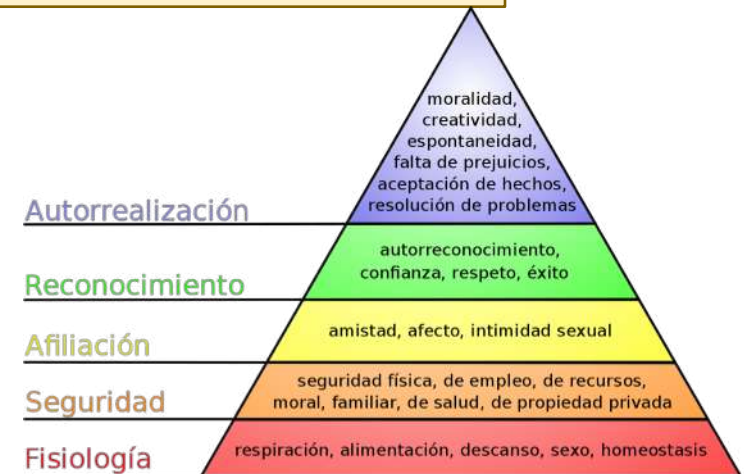 moralidad,
creatividad,
espontaneidad,
falta de prejuicios,
aceptación de hechos,
resolución de problemas
Autorrealización
autorreconocimiento,
confianza, respeto, éxito
Reconocimiento
amistad, afecto, intimidad sexual
Afiliación
seguridad física, de empleo, de recursos,
moral, familiar, de salud, de propiedad privada
Seguridad
respiración, alimentación, descanso, sexo, homeostasis
Fisiología